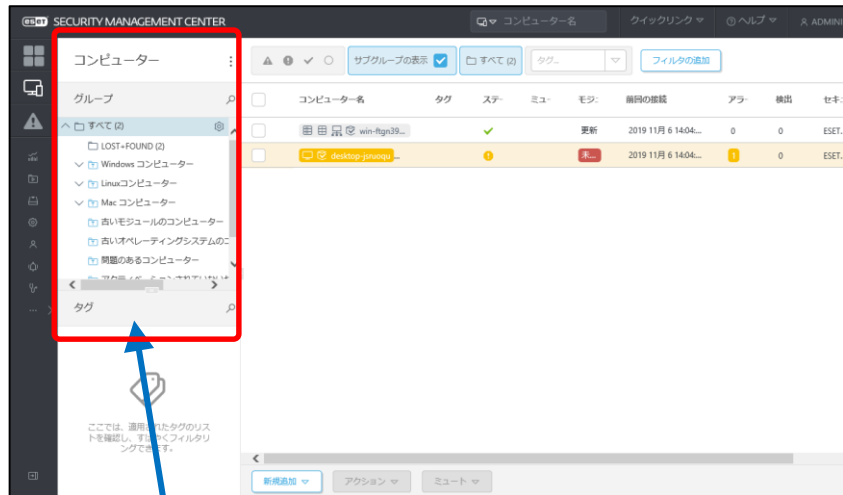 eset SECURITY MANAGEMENT CENTER
コンピューター名
クイックリンク
ヘルプ
ADMINI
コンピューター
サブグループの表示
すべて (2)
タグ...
フィルタの追加
グループ
コンピューター名 タグ ステ- ミュ- モジ: 前回の接続 アラ- 検出 セキ:
すべて (2)
win-ftgn39... 更新 2019 11月 6 14:04:... 0 0 ESET.
LOST+FOUND (2)
desktop-jsruoqu ... 未... 2019 11月 6 14:04:... 1 0 ESET.
Windows コンピューター
Linuxコンピューター
Mac コンピューター
古いモジュールのコンピューター
古いオペレーティングシステムのコ
問題のあるコンピューター
タグ
ここでは、適用されたタグのリス
トを確認し、すばやくフィルタリ
ングできます。
新規追加
アクション
ミュート